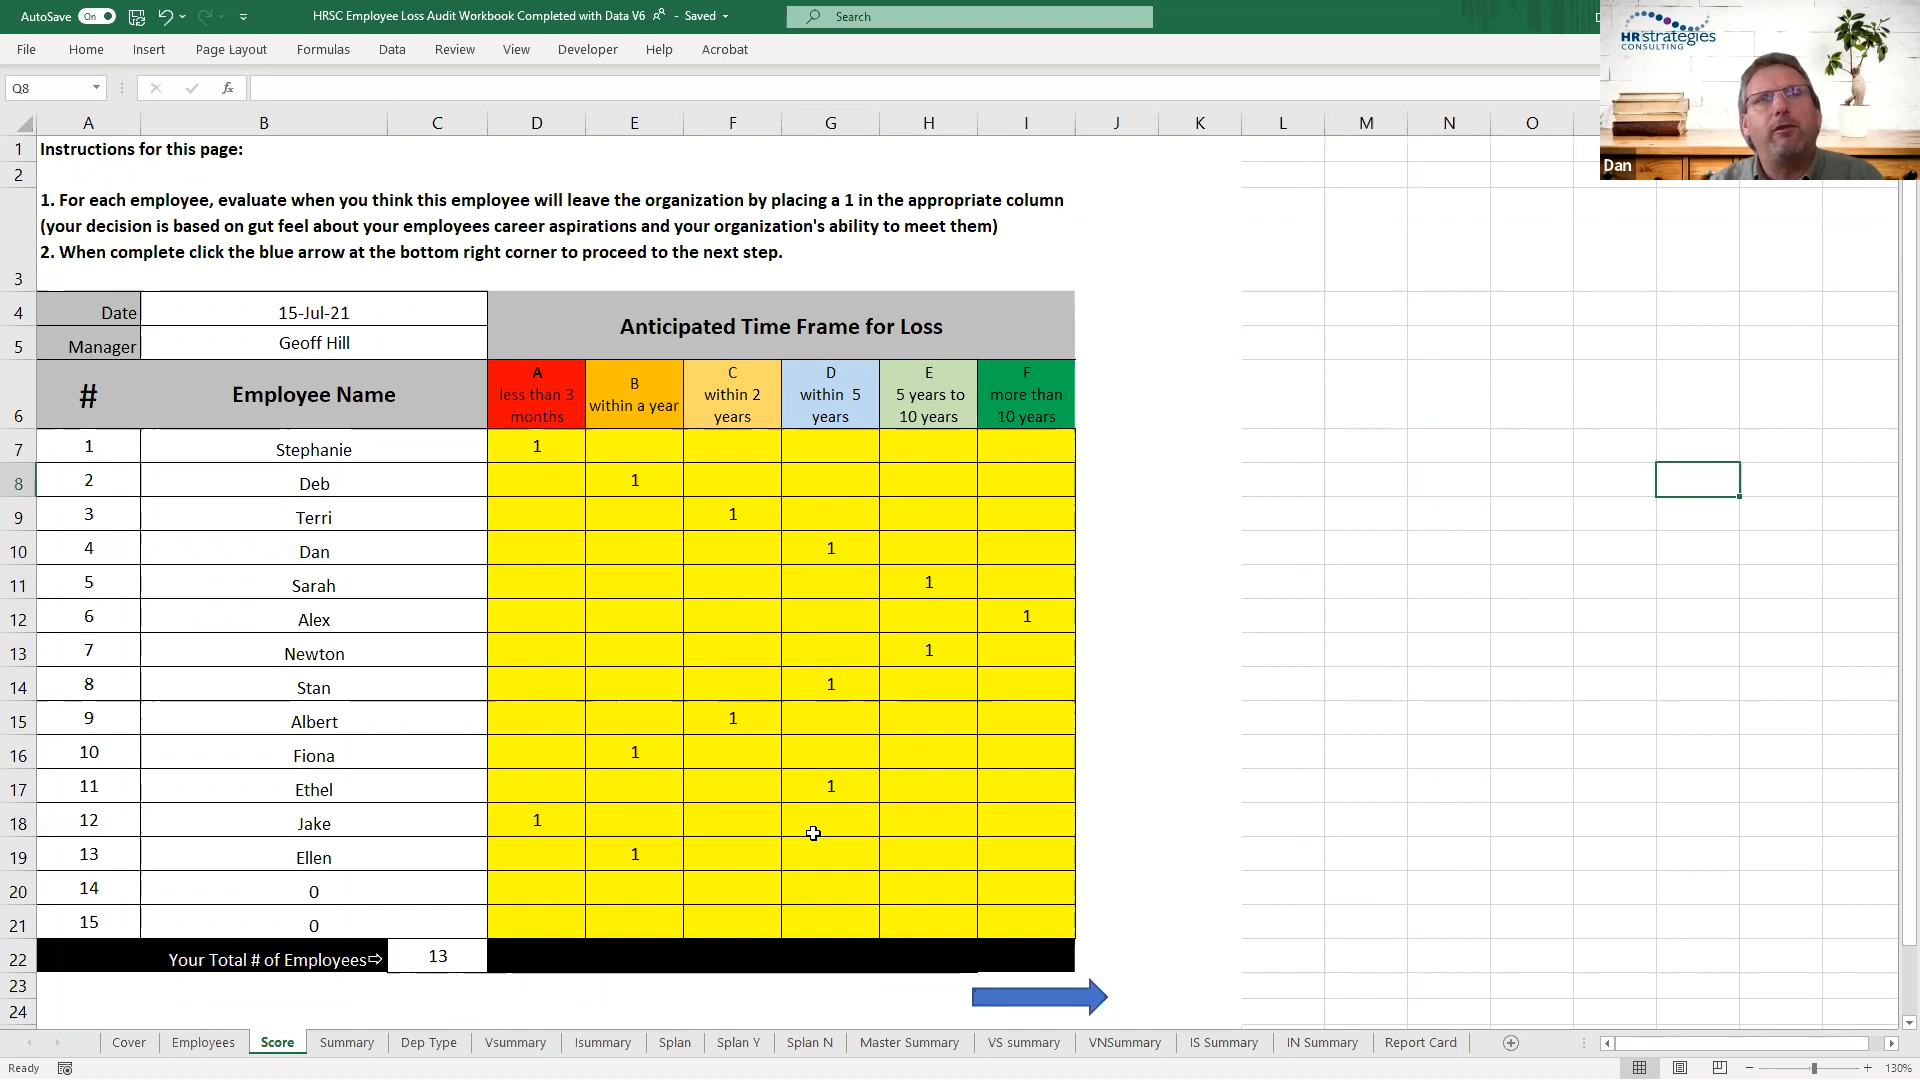 AutoSave On HRSC Employee Loss Audit Workbook Completed with Data V6 - Saved Search
File Home Insert Page Layout Formulas Data Review View Developer Help Acrobat
HRstrategies
CONSULTING
Dan
Q8 fx
A B C D E F G H I J K L M N O
1 Instructions for this page:
2
1. For each employee, evaluate when you think this employee will leave the organization by placing a 1 in the appropriate column
(your decision is based on gut feel about your employees career aspirations and your organization's ability to meet them)
2. When complete click the blue arrow at the bottom right corner to proceed to the next step.
3
4 Date 15-Jul-21
Anticipated Time Frame for Loss
5 Manager Geoff Hill
6 # Employee Name
A
less than 3
months
B
within a year
C
within 2
years
D
within 5
years
E
5 years to
10 years
F
more than
10 years
7 1 Stephanie 1
8 2 Deb 1
9 3 Terri 1
10 4 Dan 1
11 5 Sarah 1
12 6 Alex 1
13 7 Newton 1
14 8 Stan 1
15 9 Albert 1
16 10 Fiona 1
17 11 Ethel 1
18 12 Jake 1
19 13 Ellen 1
20 14 0
21 15 0
22 Your Total # of Employees⇨ 13
23
24
Cover Employees Score Summary Dep Type Vsummary Isummary Splan Splan Y Splan N Master Summary VS summary VNSummary IS Summary IN Summary Report Card
Ready 130%